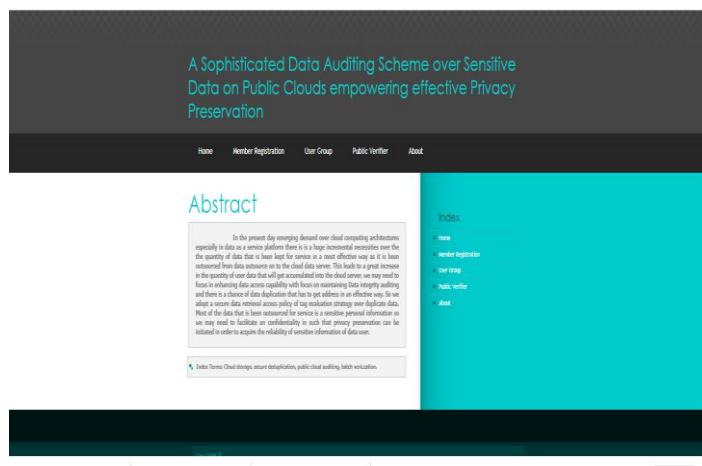 A Sophisticated Data Auditing Scheme over Sensitive
Data on Public Clouds empowering effective Privacy
Preservation
Home Member Registration User Group Public Verifier About
Abstract
In the present day emerging demand over cloud computing architectures
especially in data as a service platform there is is a huge incremental necessities over the
the quantity of data that is been kept for service in a most effective way as it is been
outsourced from data outsource on to the cloud data server. This leads to a great increase
in the quantity of user data that will get accumulated into the cloud server, we may need to
focus in enhancing data access capability with focus on maintaining Data integrity auditing
and there is a chance of data duplication that has to get address in an effective way. So we
adopt a secure data retrieval access policy of tag evaluation strategy over duplicate data.
Most of the data that is been outsourced for service is a sensitive personal information so
we may need to facilitate an confidentiality in such that privacy preservation can be
initiated in order to acquire the reliability of sensitive information of data user.
Index Terms: Cloud storage, secure deduplication, public cloud auditing, batch
Index
Home
Member Registration
User Group
Public Verifier
About